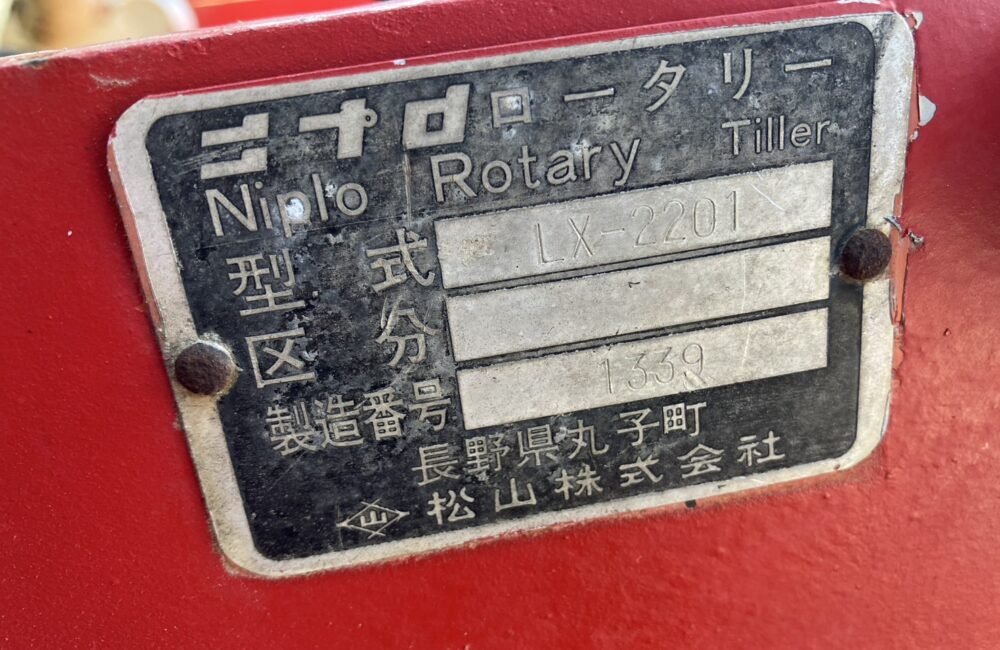 ニプロ ロータリー
Niplo Rotary Tiller
型式 LX-2201
区分 -
製造番号 1339
長野県丸子町
山 松山株式会社